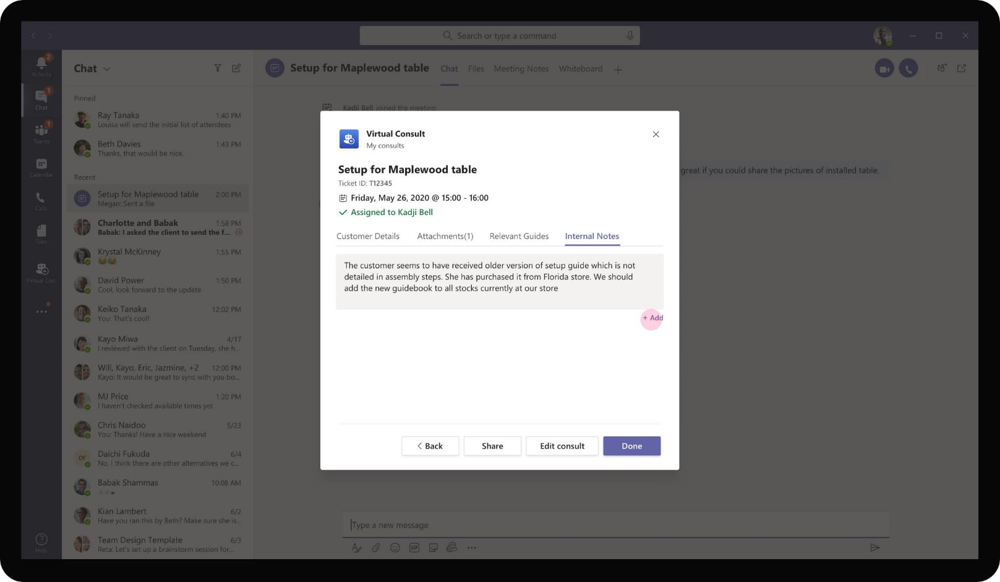 Search or type a command
2
Activity
1
Chat
1
Teams
Calendar
Calls
Files
Virtual Con.
Help
Chat
Pinned
Ray Tanaka 1:40 PM
Louisa will send the initial list of attendees
Beth Davies 1:43 PM
Thanks, that would be nice.
Recent
Setup for Maplewood table 2:00 PM
Megan: Sent a file
Charlotte and Babak 1:58 PM
Babak: I asked the client to send the f... @
Krystal McKinney 1:55 PM
😂😂
David Power 1:50 PM
Cool, look forward to the update
Keiko Tanaka 12:02 PM
You: That's cool!
Kayo Miwa 4/17
I reviewed with the client on Tuesday, she h...
Will, Kayo, Eric, Jazmine, +2 12:00 PM
Kayo: It would be great to sync with you bo...
MJ Price 1:20 PM
I haven't checked available times yet
Chris Naidoo 5/23
You: Thanks! Have a nice weekend
DF
Daichi Fukuda 6/4
No, I think there are other alternatives we c...
Babak Shammas 10:08 AM
Kian Lambert 6/2
Have you ran this by Beth? Make sure she is...
Team Design Template 6/3
Reta: Let's set up a brainstorm session for...
Setup for Maplewood table Chat Files Meeting Notes Whiteboard
Kadji Bell joined the meeting
great if you could share the pictures of installed table.
Virtual Consult
My consults
Setup for Maplewood table
Ticket ID: T12345
Friday, May 26, 2020 @ 15:00 - 16:00
Assigned to Kadji Bell
Customer Details Attachments(1) Relevant Guides Internal Notes
The customer seems to have received older version of setup guide which is not
detailed in assembly steps. She has purchased it from Florida store. We should
add the new guidebook to all stocks currently at our store
+ Add
Back Share Edit consult Done
Type a new message
GIF